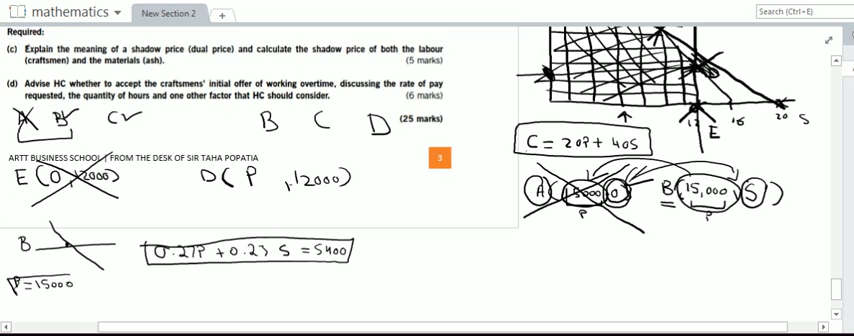 mathematics
New Section 2
+
Search (Ctrl+E)
Required:
(c) Explain the meaning of a shadow price (dual price) and calculate the shadow price of both the labour
(craftsmen) and the materials (ash). (5 marks)
(d) Advise HC whether to accept the craftsmens' initial offer of working overtime, discussing the rate of pay
requested, the quantity of hours and one other factor that HC should consider. (6 marks)
(25 marks)
A B C B C D
ARTT BUSINESS SCHOOL / FROM THE DESK OF SIR TAHA POPATIA
3
E (0, 12000) D( P , 12000)
B
0.27P + 0.23 S = 5400
P = 15000
12 16 20 S
E
C = 20P + 40S
A (15000, 0) B (15,000, S)
P P